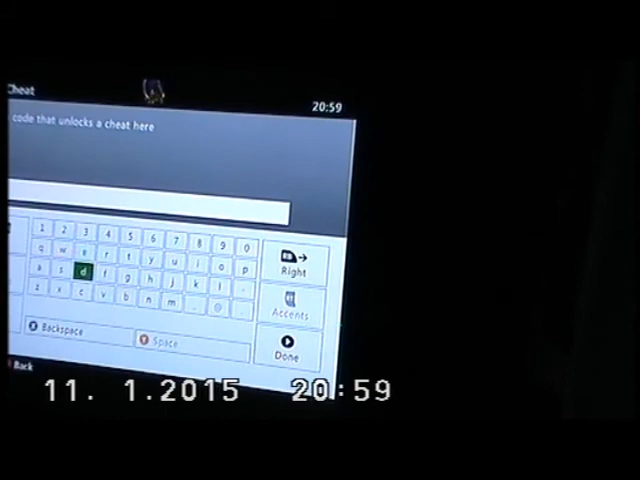 Cheat
20:59
code that unlocks a cheat here
1 2 3 4 5 6 7 8 9 0
q w e r t y u i o p
a s d f g h j k l -
z x c v b n m . @
RB Right
Accents
Done
X Backspace
Y Space
Back
11. 1.2015 20:59